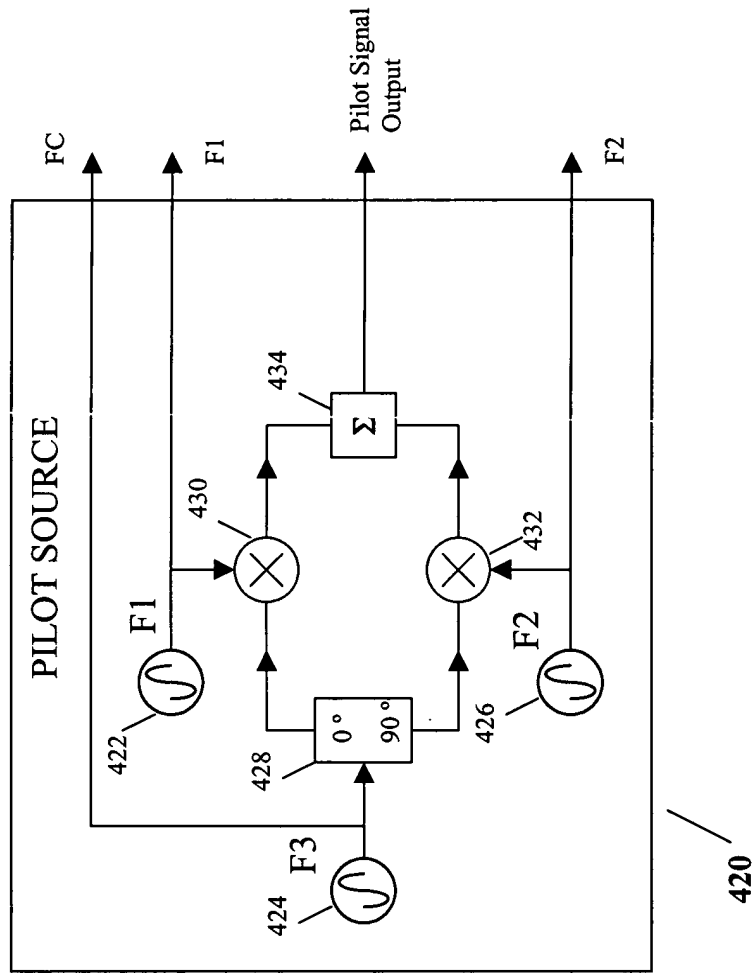 PILOT SOURCE
FC
F1
Pilot Signal
Output
F2
422
F1
430
434
Σ
424
F3
428
0°
90°
426
F2
432
420